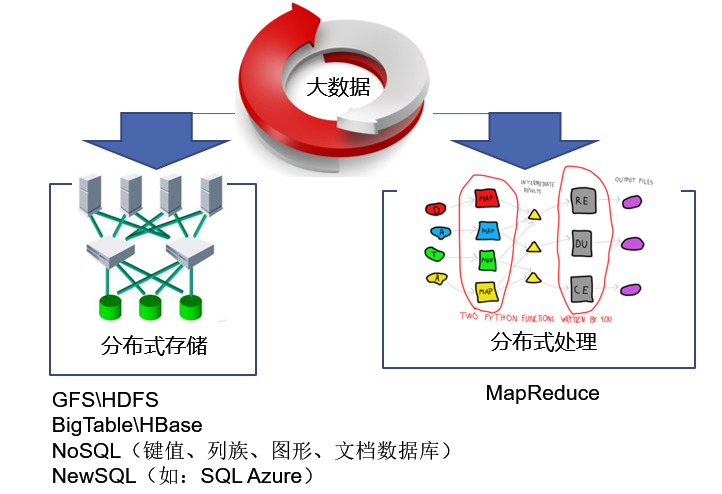 大数据
分布式存储
GFS\HDFS
BigTable\HBase
NoSQL（键值、列族、图形、文档数据库）
NewSQL（如：SQL Azure）
INTERMEDIATE
RESULTS
OUTPUT FILES
D
MAP
RE
A
MAP
DU
T
MAP
A
MAP
CE
TWO PYTHON FUNCTIONS WRITTEN BY YOU
分布式处理
MapReduce